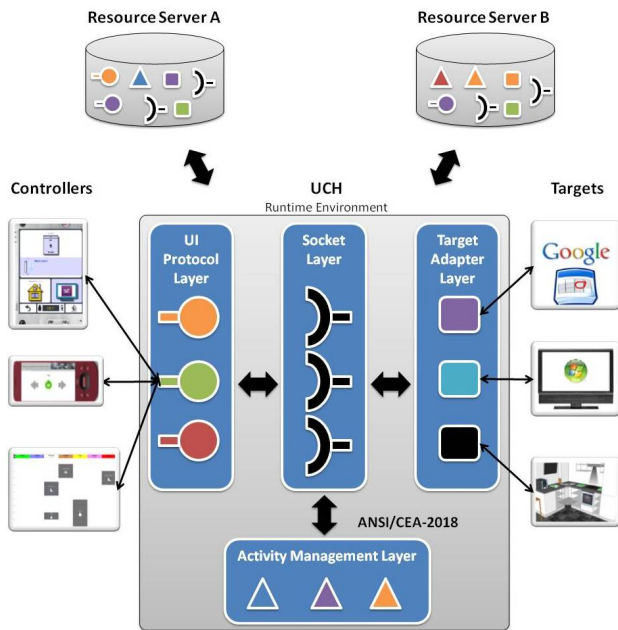 Resource Server A
Resource Server B
Controllers
UCH
Targets
Runtime Environment
UI
Protocol
Layer
Socket
Layer
Target
Adapter
Layer
Google
ANSI/CEA-2018
Activity Management Layer